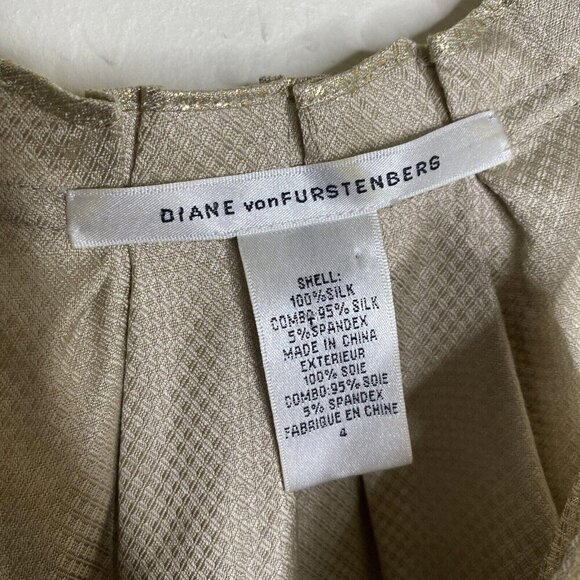 DIANE vonFURSTENBERG
SHELL:
100% SILK
COMBO:95% SILK
5% SPANDEX
MADE IN CHINA
EXTERIEUR
100% SOIE
COMBO:95% SOIE
5% SPANDEX
FABRIQUE EN CHINE
4